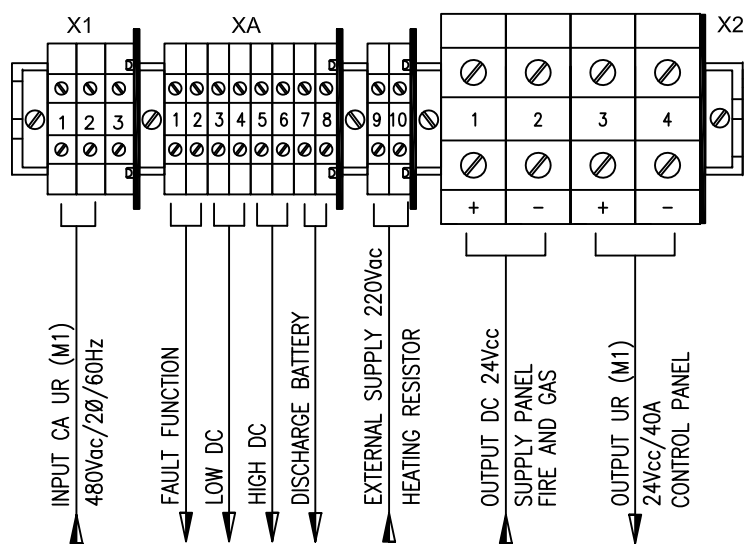 X1
XA
X2
1 2 3
1 2 3 4 5 6 7 8
9 10
1 2 3 4
+ - + -
INPUT CA UR (M1)
480Vac/2Ø/60Hz
FAULT FUNCTION
LOW DC
HIGH DC
DISCHARGE BATTERY
EXTERNAL SUPPLY 220Vac
HEATING RESISTOR
OUTPUT DC 24Vcc
SUPPLY PANEL
FIRE AND GAS
OUTPUT UR (M1)
24Vcc/40A
CONTROL PANEL